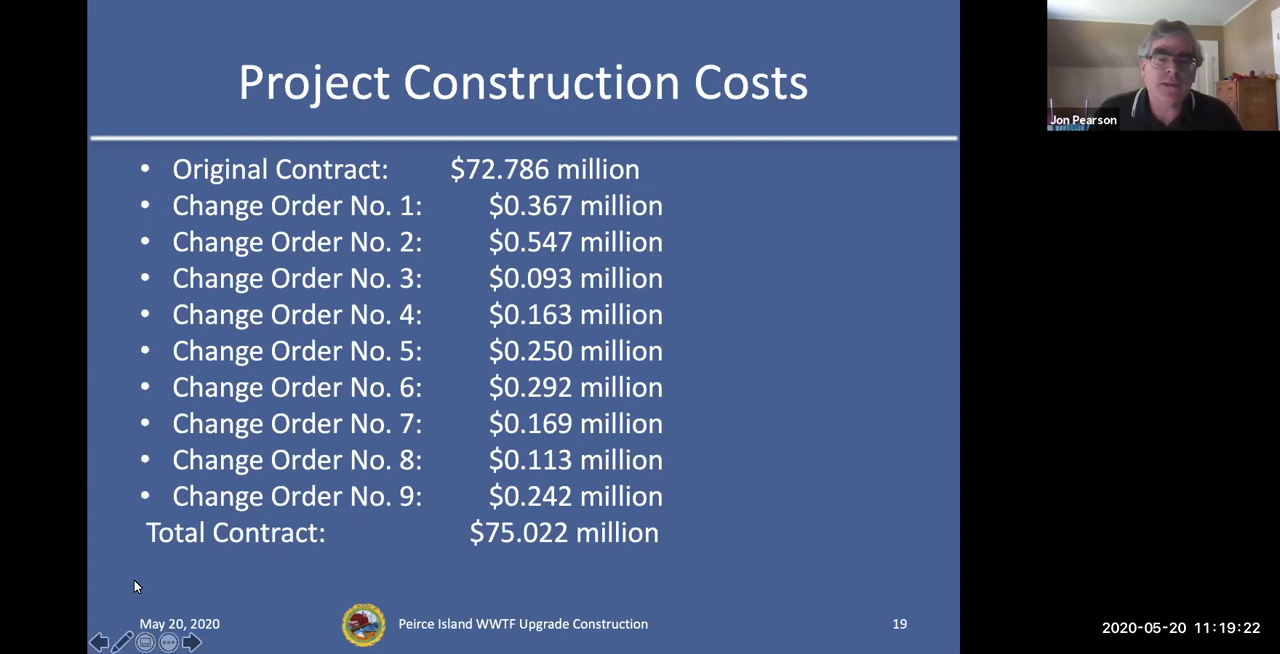 Project Construction Costs
• Original Contract: $72.786 million
• Change Order No. 1: $0.367 million
• Change Order No. 2: $0.547 million
• Change Order No. 3: $0.093 million
• Change Order No. 4: $0.163 million
• Change Order No. 5: $0.250 million
• Change Order No. 6: $0.292 million
• Change Order No. 7: $0.169 million
• Change Order No. 8: $0.113 million
• Change Order No. 9: $0.242 million
Total Contract: $75.022 million
May 20, 2020 Peirce Island WWTF Upgrade Construction 19
Jon Pearson
2020-05-20 11:19:22